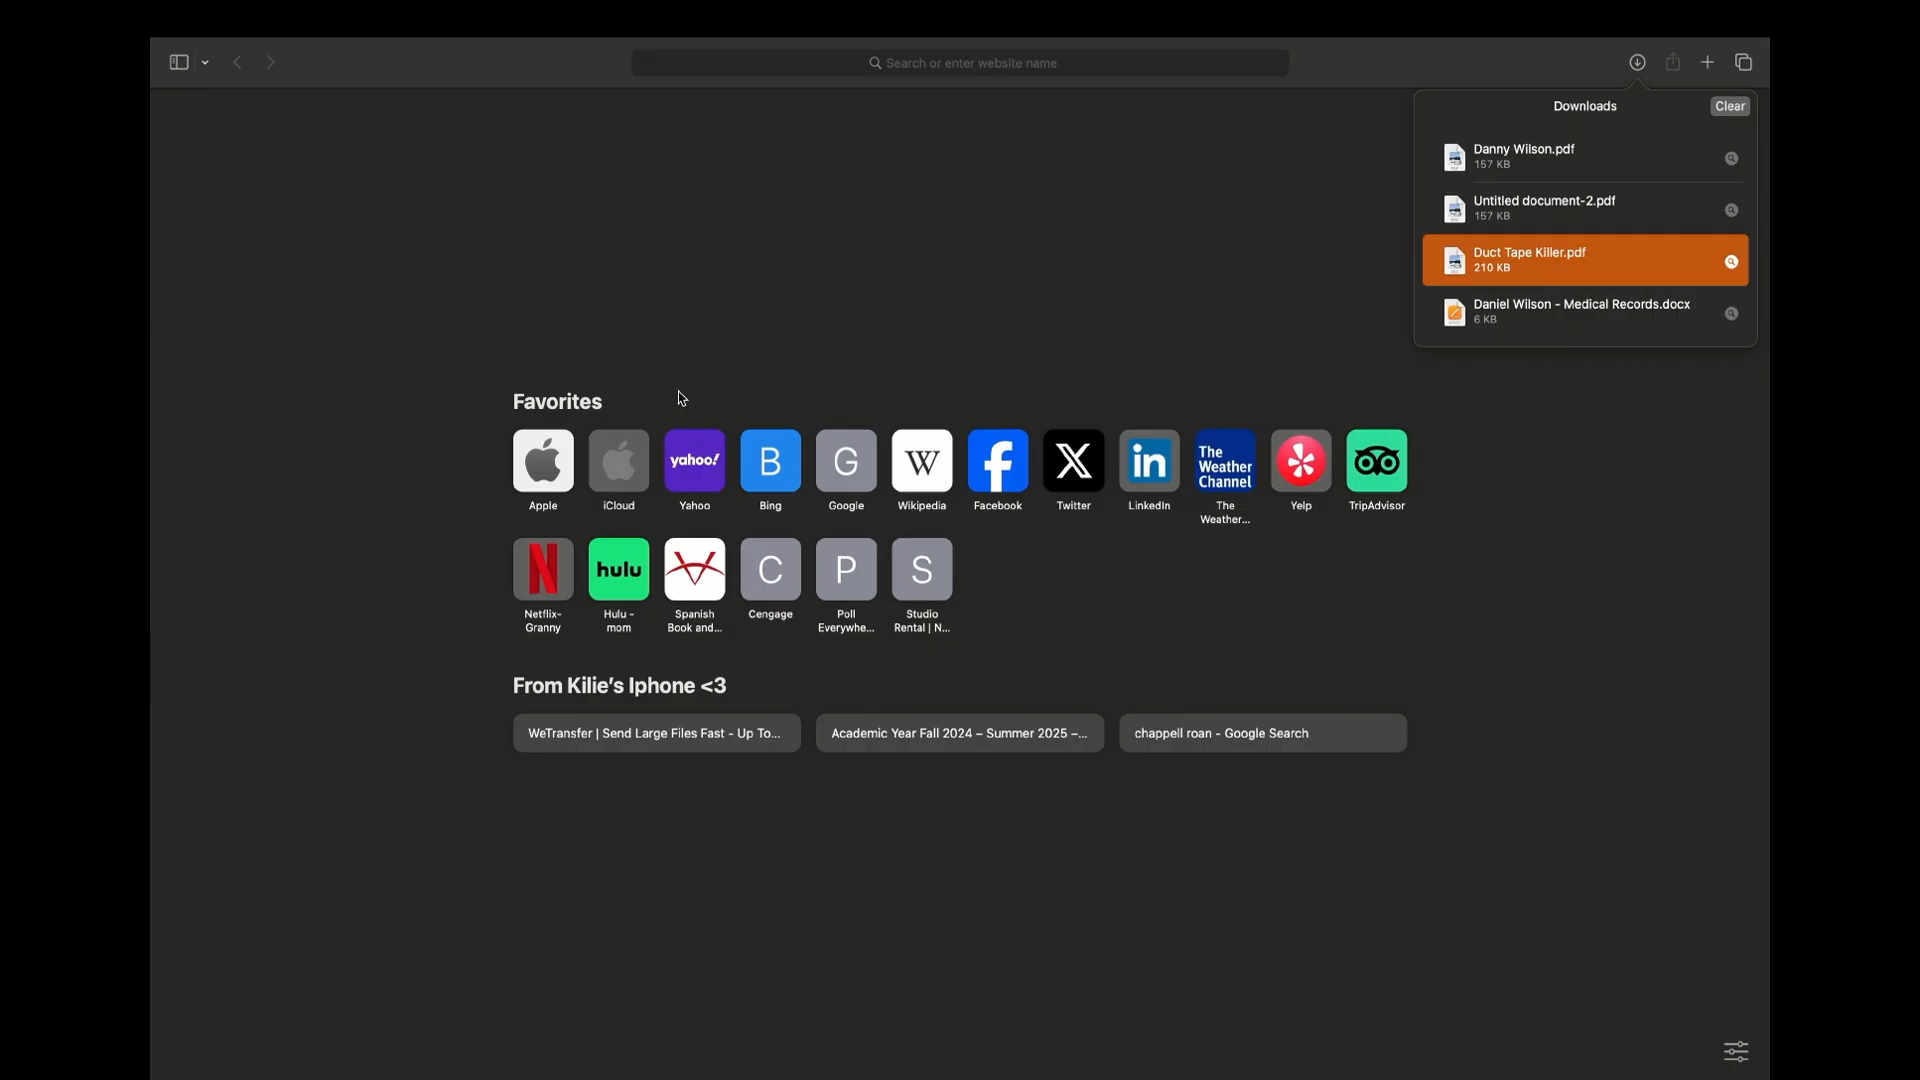 Search or enter website name
Downloads
Clear
Danny Wilson.pdf
157 KB
Untitled document-2.pdf
157 KB
Duct Tape Killer.pdf
210 KB
Daniel Wilson - Medical Records.docx
6 KB
Favorites
yahoo!
B
G
W
f
X
in
The
Weather
Channel
Apple
iCloud
Yahoo
Bing
Google
Wikipedia
Facebook
Twitter
LinkedIn
The
Weather...
Yelp
TripAdvisor
N
hulu
C
P
S
Netflix-
Granny
Hulu -
mom
Spanish
Book and...
Cengage
Poll
Everywhe...
Studio
Rental | N...
From Kilie's Iphone <3
WeTransfer | Send Large Files Fast - Up To...
Academic Year Fall 2024 – Summer 2025 –...
chappell roan - Google Search